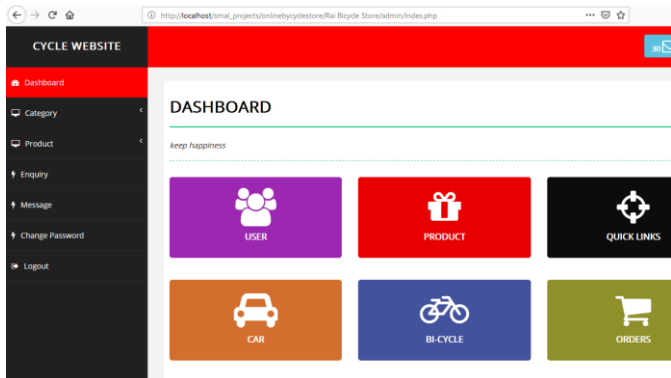 http://localhost/smal_projects/onlinebycyclestore/Rai Bicycle Store/admin/index.php
CYCLE WEBSITE
30
Dashboard
Category
Product
Enquiry
Message
Change Password
Logout
DASHBOARD
keep happiness
USER
PRODUCT
QUICK LINKS
CAR
BI-CYCLE
ORDERS